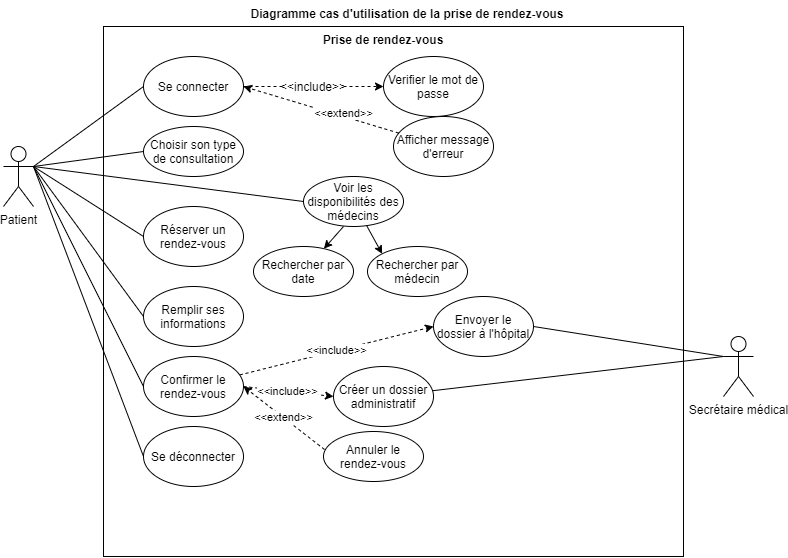 Diagramme cas d'utilisation de la prise de rendez-vous
Prise de rendez-vous
Se connecter
<<include>>
Verifier le mot de
passe
<<extend>>
Afficher message
d'erreur
Choisir son type
de consultation
Patient
Voir les
disponibilités des
médecins
Réserver un
rendez-vous
Rechercher par
date
Rechercher par
médecin
Remplir ses
informations
Envoyer le
dossier à l'hôpital
<<include>>
Confirmer le
rendez-vous
<<include>>
Créer un dossier
administratif
Secrétaire médical
<<extend>>
Annuler le
rendez-vous
Se déconnecter